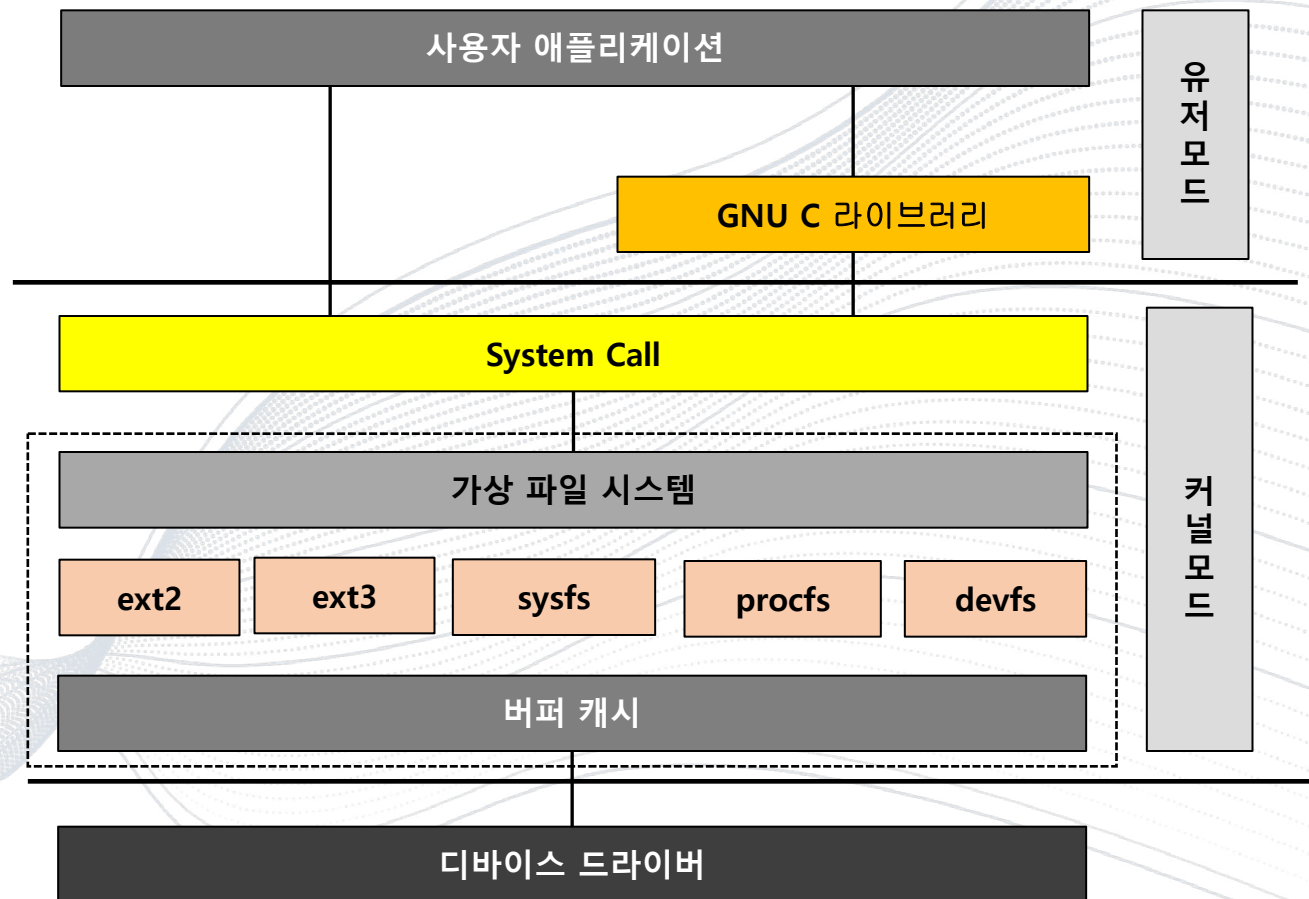 사용자 애플리케이션
유저모드
GNU C 라이브러리
System Call
가상 파일 시스템
커널모드
ext2
ext3
sysfs
procfs
devfs
버퍼 캐시
디바이스 드라이버